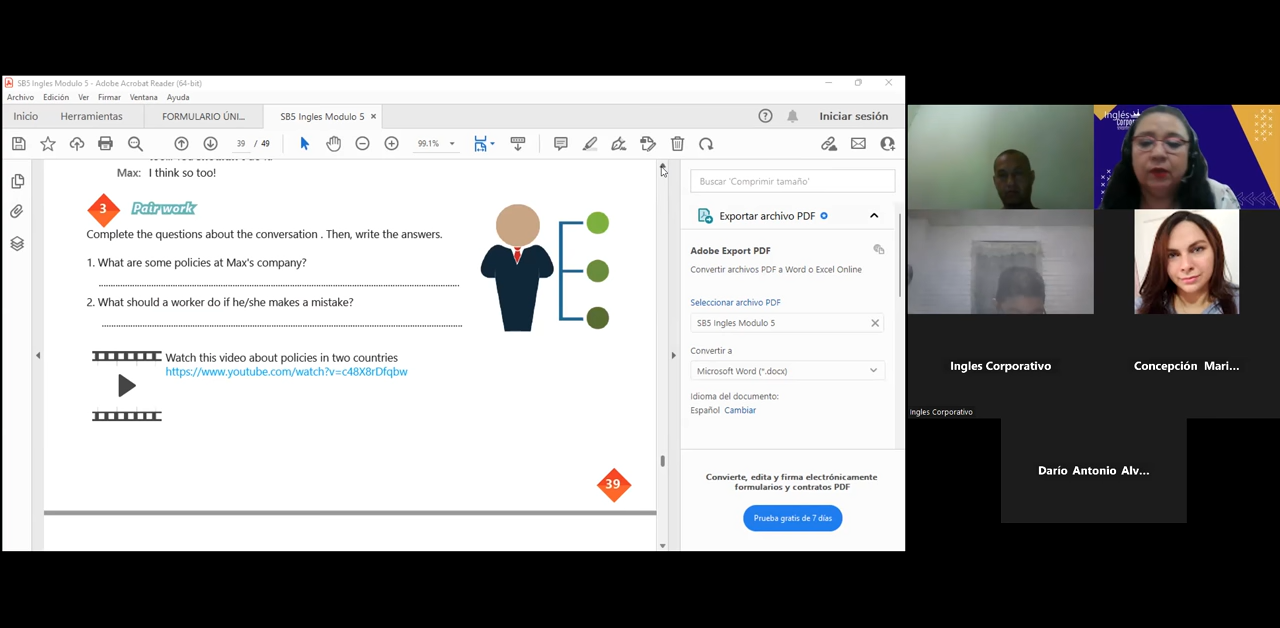 SB5 Ingles Modulo 5 - Adobe Acrobat Reader (64-bit)
Archivo Edición Ver Firmar Ventana Ayuda
Inicio Herramientas FORMULARIO ÚNI... SB5 Ingles Modulo 5 × Iniciar sesión
39 / 49 99.1%
Max: I think so too!
3 Pair work
Complete the questions about the conversation . Then, write the answers.
1. What are some policies at Max's company?
2. What should a worker do if he/she makes a mistake?
Watch this video about policies in two countries
https://www.youtube.com/watch?v=c48X8rDfqbw
39
Buscar 'Comprimir tamaño'
Exportar archivo PDF
Adobe Export PDF
Convertir archivos PDF a Word o Excel Online
Seleccionar archivo PDF
SB5 Ingles Modulo 5
Convertir a
Microsoft Word (*.docx)
Idioma del documento:
Español Cambiar
Convierte, edita y firma electrónicamente
formularios y contratos PDF
Prueba gratis de 7 días
Inglés
Ingles Corporativo
Concepción Mari...
Ingles Corporativo
Darío Antonio Alv...